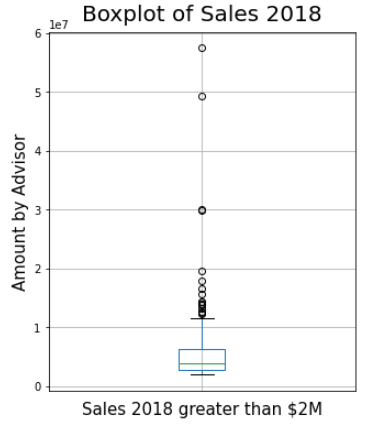 Boxplot of Sales 2018
1e7
6
5
4
3
2
1
0
Amount by Advisor
Sales 2018 greater than $2M